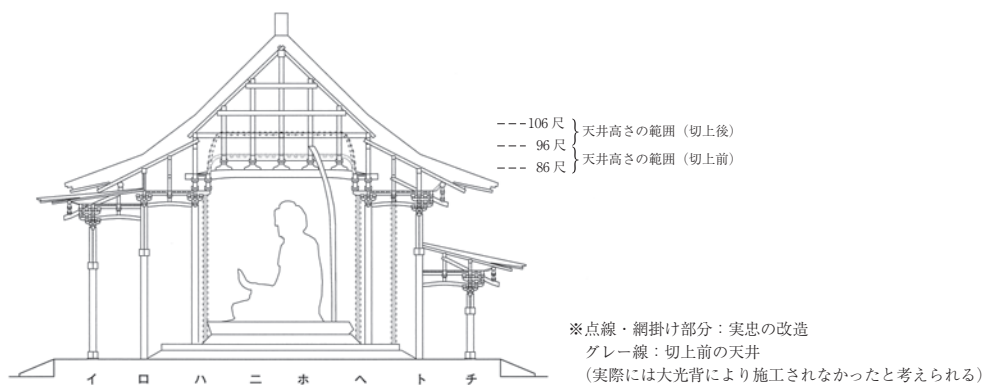 ---106 尺
天井高さの範囲（切上後）
--- 96 尺
天井高さの範囲（切上前）
--- 86 尺
※点線・網掛け部分：実忠の改造
グレー線：切上前の天井
（実際には大光背により施工されなかったと考えられる）
イ ロ ハ ニ ホ ヘ ト チ